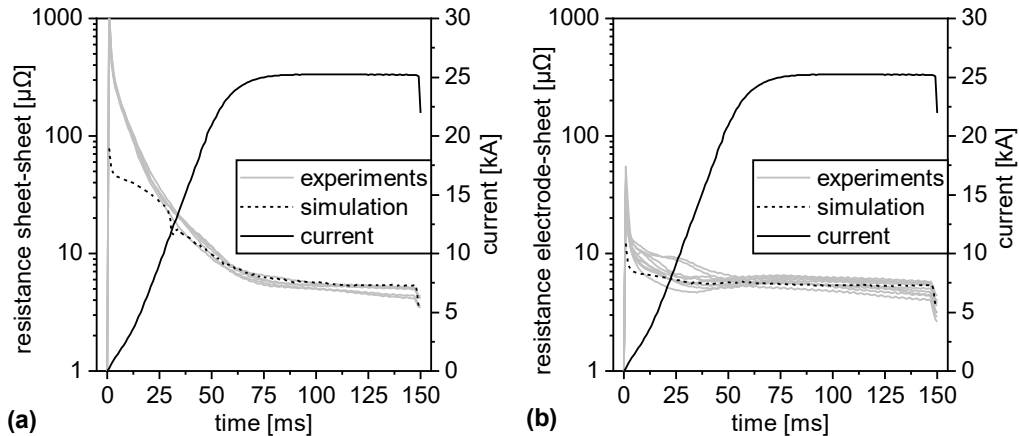 resistance sheet-sheet [µΩ]
1000
100
10
1
30
25
20
15
10
5
0
current [kA]
experiments
simulation
current
0 25 50 75 100 125 150
time [ms]
(a)
resistance electrode-sheet [µΩ]
1000
100
10
1
30
25
20
15
10
5
0
current [kA]
experiments
simulation
current
0 25 50 75 100 125 150
time [ms]
(b)